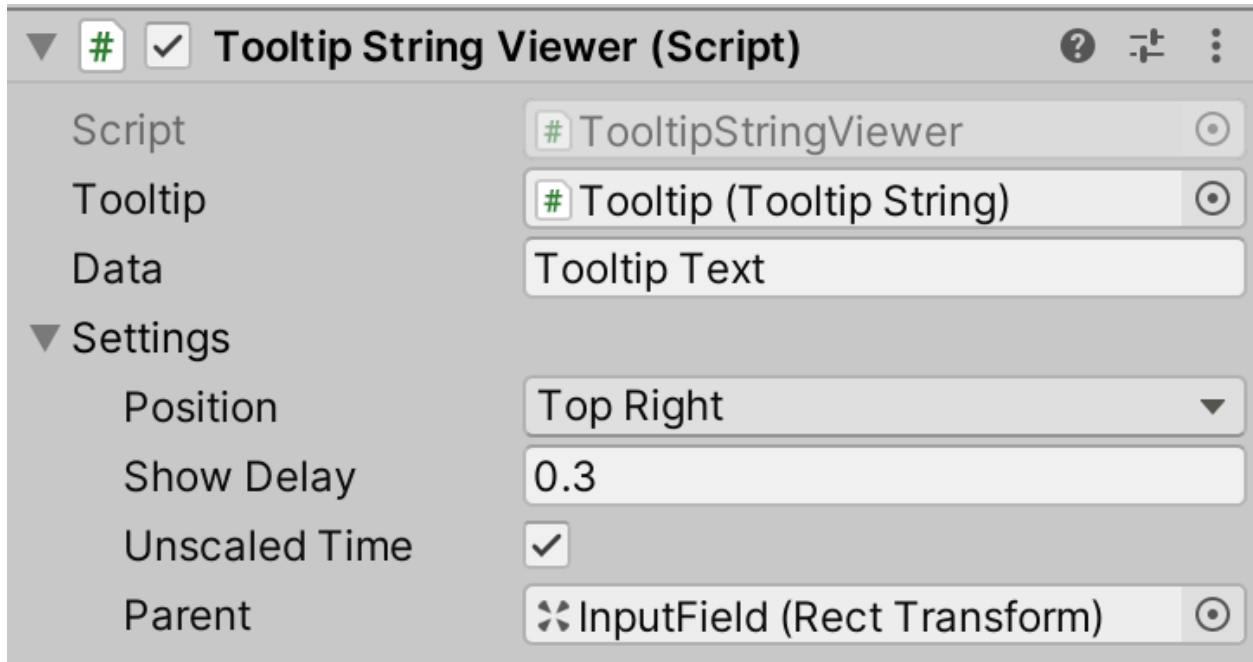 Tooltip String Viewer (Script)
Script # TooltipStringViewer
Tooltip # Tooltip (Tooltip String)
Data Tooltip Text
Settings
Position Top Right
Show Delay 0.3
Unscaled Time
Parent InputField (Rect Transform)